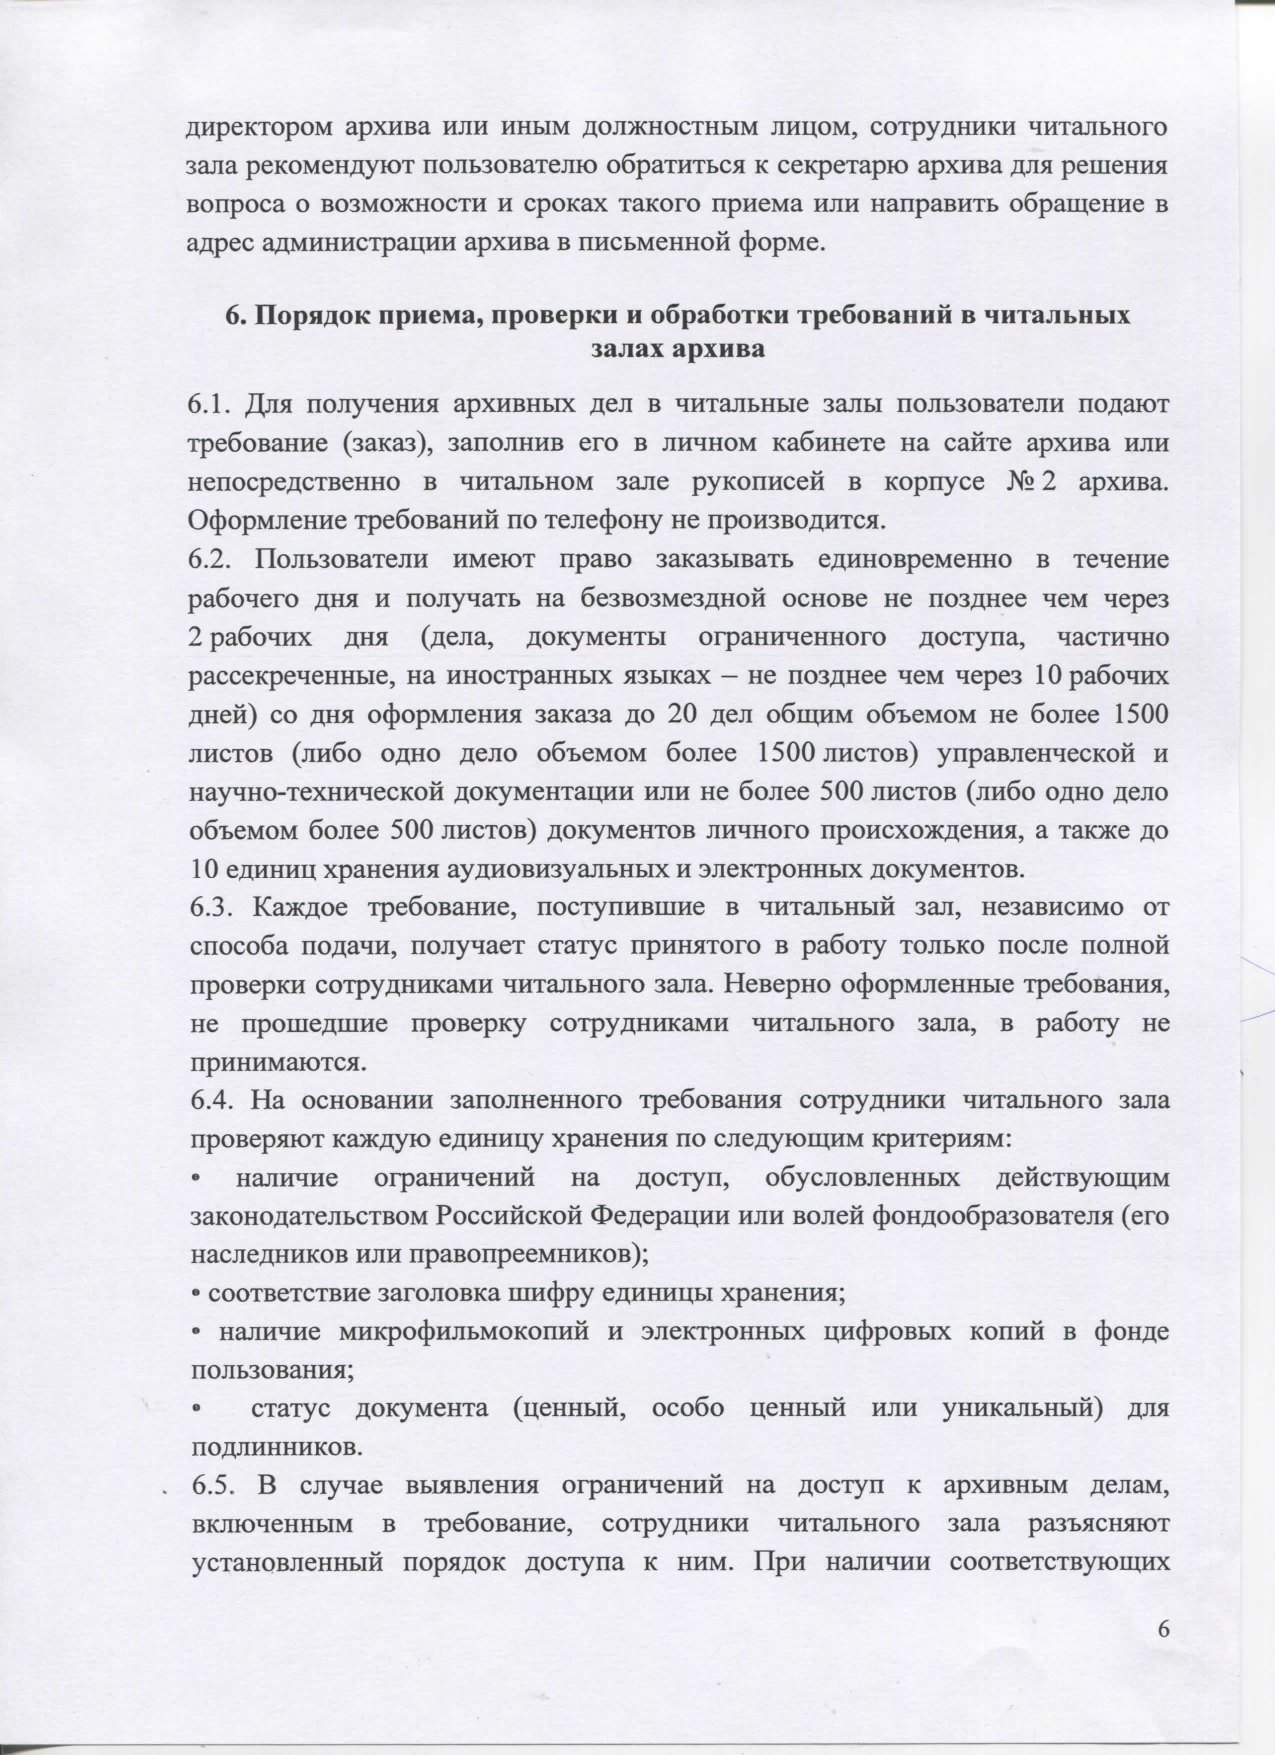 директором архива или иным должностным лицом, сотрудники читального
зала рекомендуют пользователю обратиться к секретарю архива для решения
вопроса о возможности и сроках такого приема или направить обращение в
адрес администрации архива в письменной форме.
6. Порядок приема, проверки и обработки требований в читальных
залах архива
6.1. Для получения архивных дел в читальные залы пользователи подают
требование (заказ), заполнив его в личном кабинете на сайте архива или
непосредственно в читальном зале рукописей в корпусе № 2 архива.
Оформление требований по телефону не производится.
6.2. Пользователи имеют право заказывать единовременно в течение
рабочего дня и получать на безвозмездной основе не позднее чем через
2 рабочих дня (дела, документы ограниченного доступа, частично
рассекреченные, на иностранных языках – не позднее чем через 10 рабочих
дней) со дня оформления заказа до 20 дел общим объемом не более 1500
листов (либо одно дело объемом более 1500 листов) управленческой и
научно-технической документации или не более 500 листов (либо одно дело
объемом более 500 листов) документов личного происхождения, а также до
10 единиц хранения аудиовизуальных и электронных документов.
6.3. Каждое требование, поступившие в читальный зал, независимо от
способа подачи, получает статус принятого в работу только после полной
проверки сотрудниками читального зала. Неверно оформленные требования,
не прошедшие проверку сотрудниками читального зала, в работу не
принимаются.
6.4. На основании заполненного требования сотрудники читального зала
проверяют каждую единицу хранения по следующим критериям:
• наличие ограничений на доступ, обусловленных действующим
законодательством Российской Федерации или волей фондообразователя (его
наследников или правопреемников);
• соответствие заголовка шифру единицы хранения;
• наличие микрофильмокопий и электронных цифровых копий в фонде
пользования;
• статус документа (ценный, особо ценный или уникальный) для
подлинников.
6.5. В случае выявления ограничений на доступ к архивным делам,
включенным в требование, сотрудники читального зала разъясняют
установленный порядок доступа к ним. При наличии соответствующих
6